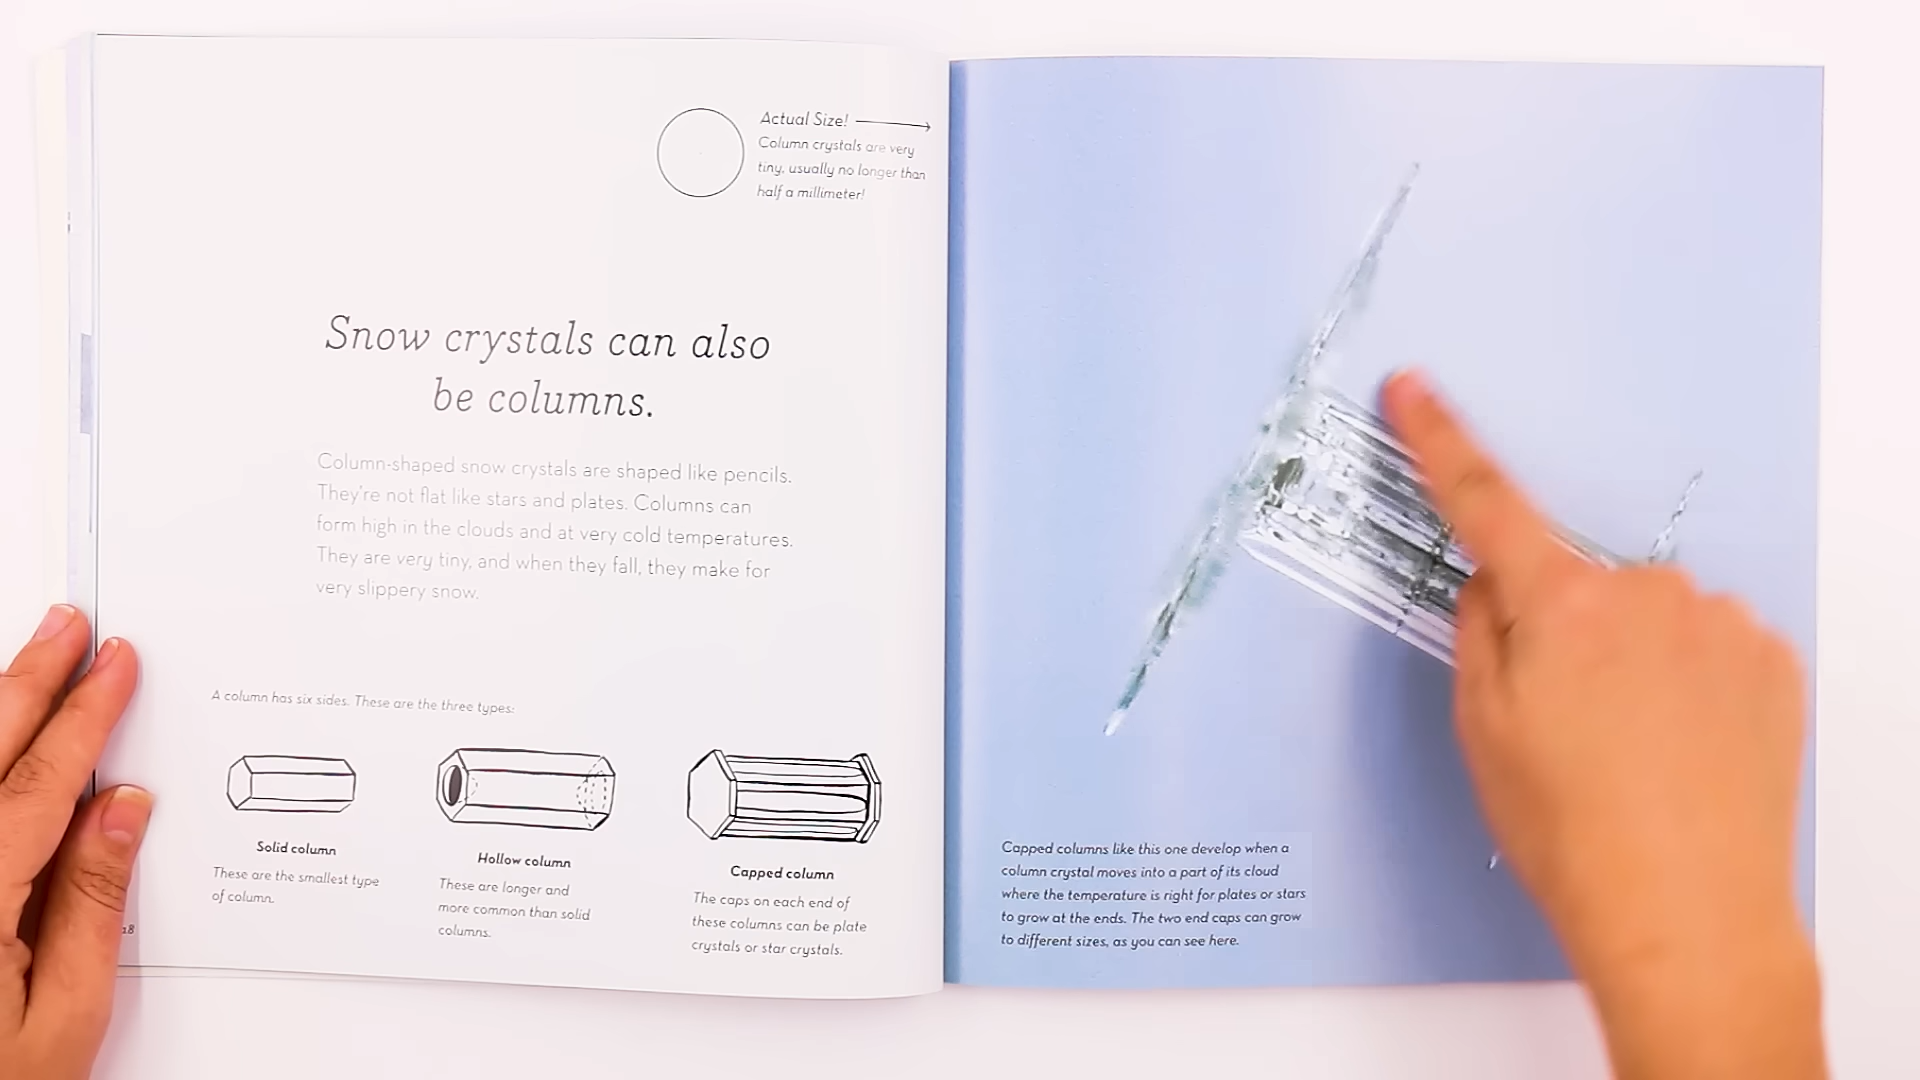 Actual Size!
Column crystals are very
tiny, usually no longer than
half a millimeter!
Snow crystals can also
be columns.
Column-shaped snow crystals are shaped like pencils.
They're not flat like stars and plates. Columns can
form high in the clouds and at very cold temperatures.
They are very tiny, and when they fall, they make for
very slippery snow.
A column has six sides. These are the three types:
Solid column
These are the smallest type
of column.
Hollow column
These are longer and
more common than solid
columns.
Capped column
The caps on each end of
these columns can be plate
crystals or star crystals.
18
Capped columns like this one develop when a
column crystal moves into a part of its cloud
where the temperature is right for plates or stars
to grow at the ends. The two end caps can grow
to different sizes, as you can see here.